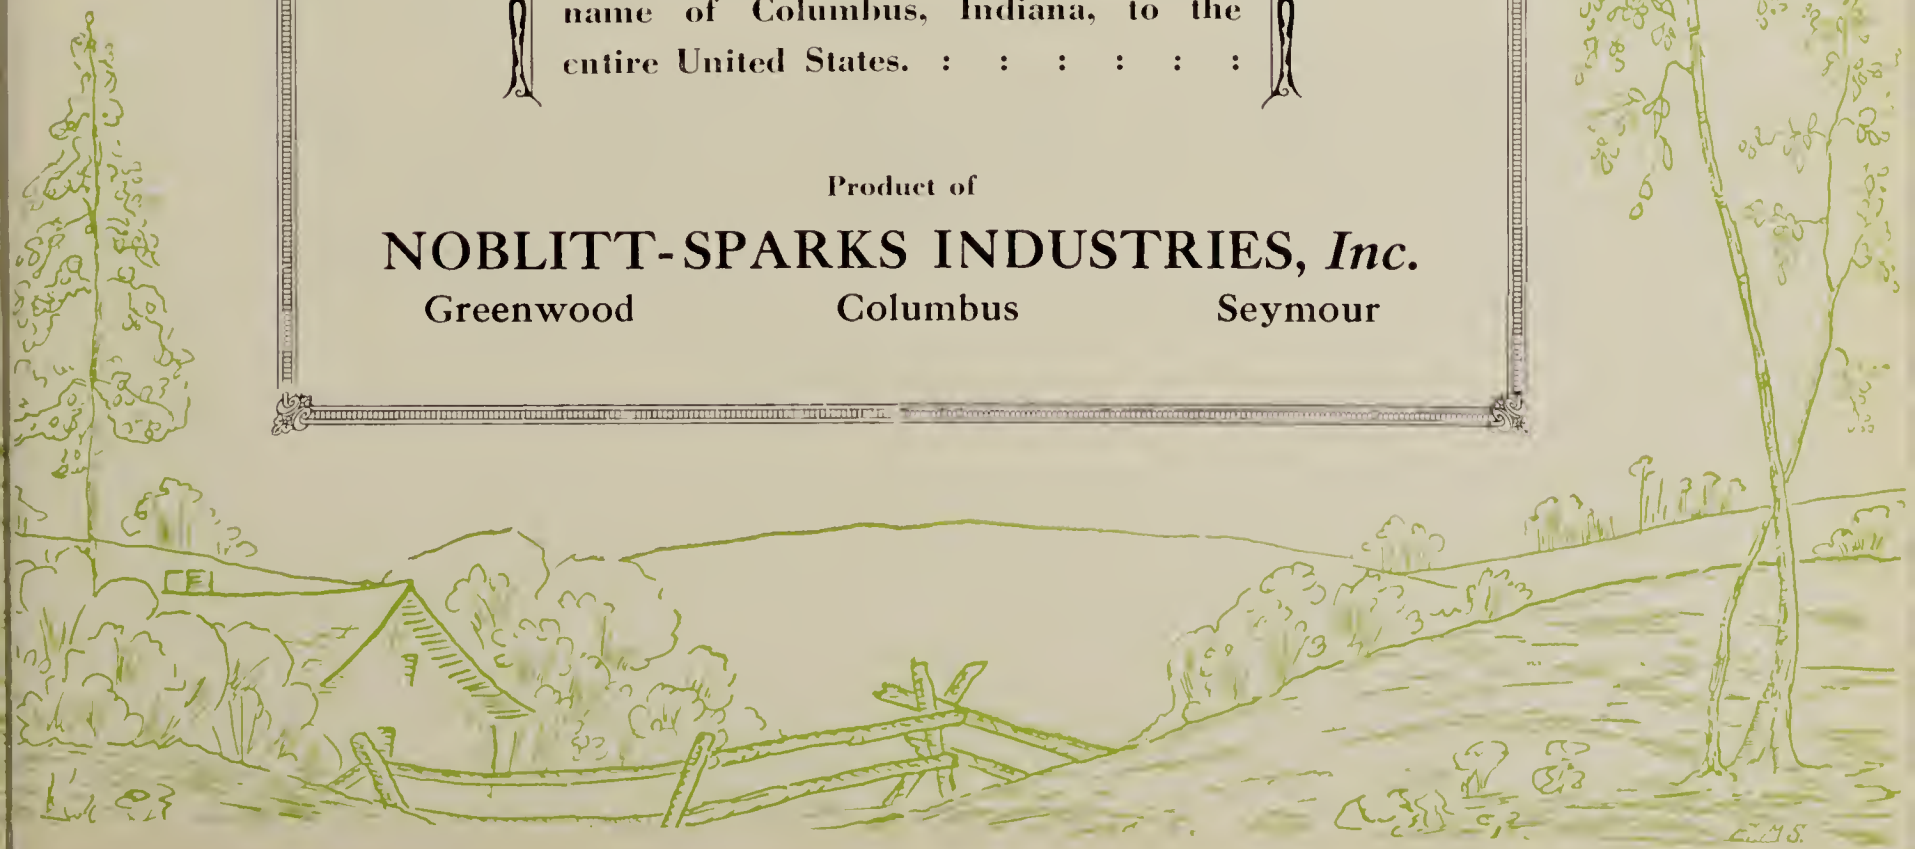 name of Columbus, Indiana, to the
entire United States. : : : : : :
Product of
NOBLITT-SPARKS INDUSTRIES, Inc.
Greenwood Columbus Seymour